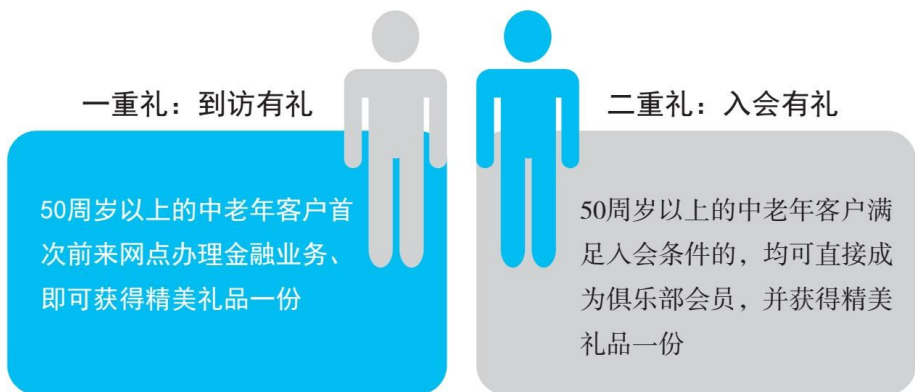 一重礼：到访有礼
50周岁以上的中老年客户首
次前来网点办理金融业务、
即可获得精美礼品一份
二重礼：入会有礼
50周岁以上的中老年客户满
足入会条件的，均可直接成
为俱乐部会员，并获得精美
礼品一份